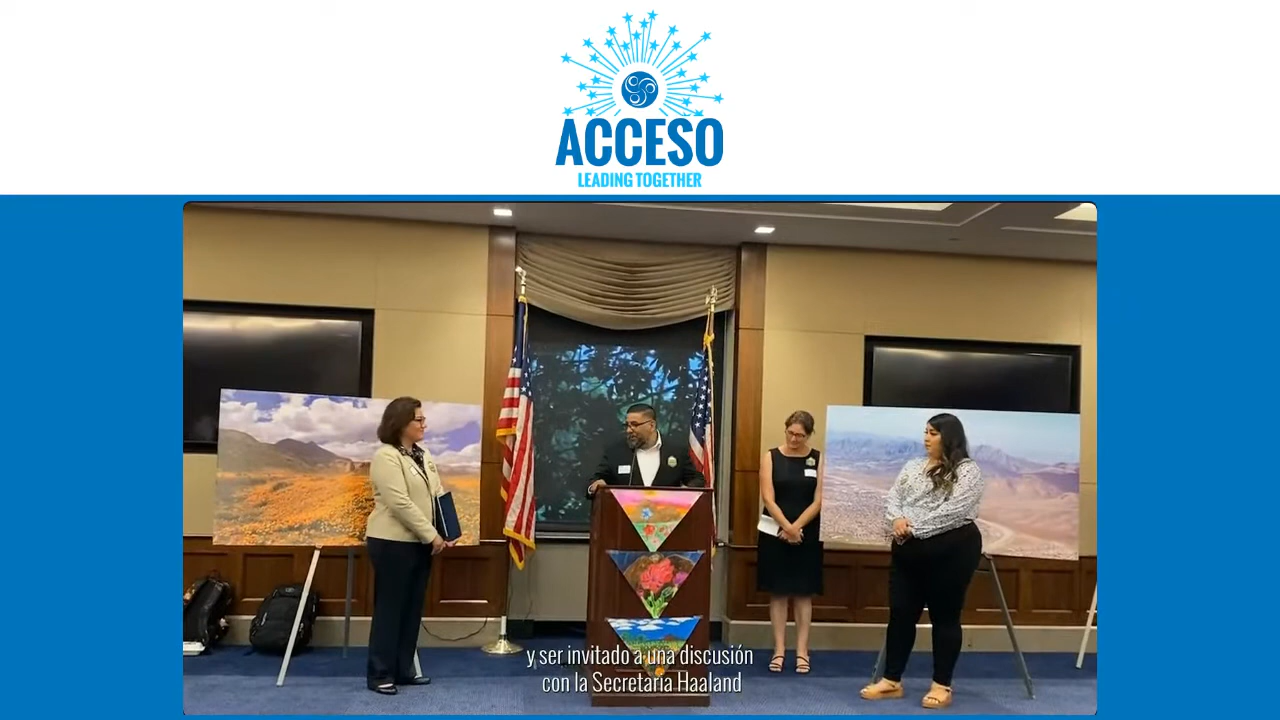 ACCESO
LEADING TOGETHER
y ser invitado a una discusión
con la Secretaria Haaland